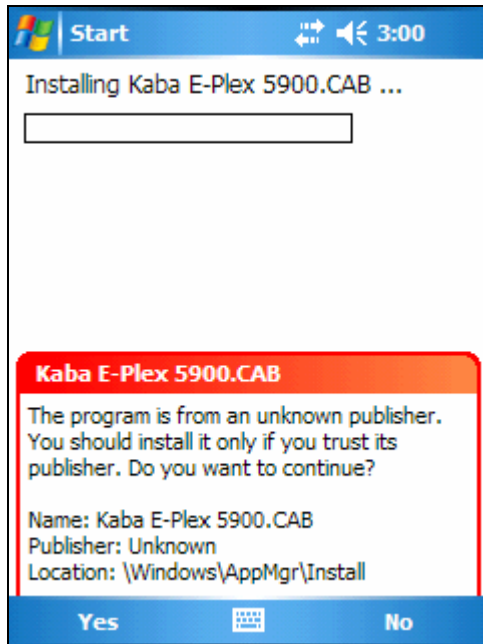 Start 3:00
Installing Kaba E-Plex 5900.CAB ...
Kaba E-Plex 5900.CAB
The program is from an unknown publisher.
You should install it only if you trust its
publisher. Do you want to continue?
Name: Kaba E-Plex 5900.CAB
Publisher: Unknown
Location: \Windows\AppMgr\Install
Yes No